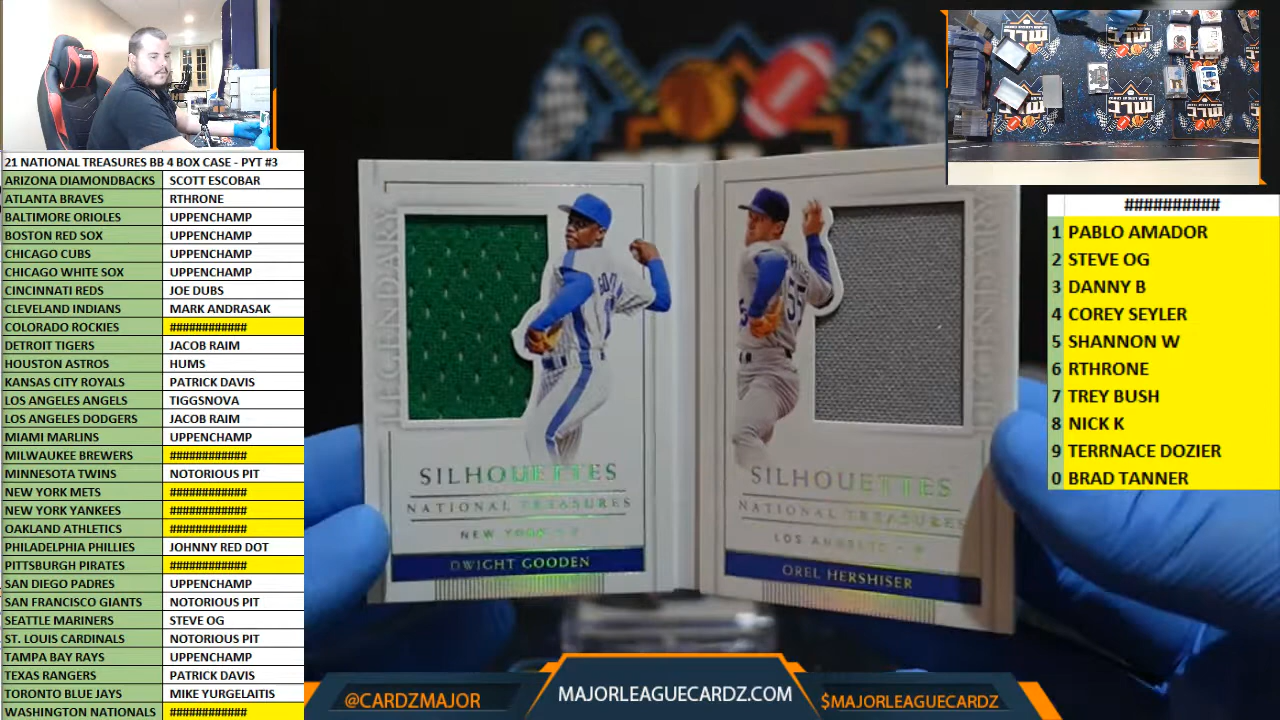 21 NATIONAL TREASURES BB 4 BOX CASE - PYT #3
ARIZONA DIAMONDBACKS SCOTT ESCOBAR
ATLANTA BRAVES RTHRONE
BALTIMORE ORIOLES UPPENCHAMP
BOSTON RED SOX UPPENCHAMP
CHICAGO CUBS UPPENCHAMP
CHICAGO WHITE SOX UPPENCHAMP
CINCINNATI REDS JOE DUBS
CLEVELAND INDIANS MARK ANDRASAK
COLORADO ROCKIES ############
DETROIT TIGERS JACOB RAIM
HOUSTON ASTROS HUMS
KANSAS CITY ROYALS PATRICK DAVIS
LOS ANGELES ANGELS TIGGSNOVA
LOS ANGELES DODGERS JACOB RAIM
MIAMI MARLINS UPPENCHAMP
MILWAUKEE BREWERS ############
MINNESOTA TWINS NOTORIOUS PIT
NEW YORK METS ############
NEW YORK YANKEES ############
OAKLAND ATHLETICS ############
PHILADELPHIA PHILLIES JOHNNY RED DOT
PITTSBURGH PIRATES ############
SAN DIEGO PADRES UPPENCHAMP
SAN FRANCISCO GIANTS NOTORIOUS PIT
SEATTLE MARINERS STEVE OG
ST. LOUIS CARDINALS NOTORIOUS PIT
TAMPA BAY RAYS UPPENCHAMP
TEXAS RANGERS PATRICK DAVIS
TORONTO BLUE JAYS MIKE YURGELAITIS
WASHINGTON NATIONALS ############
LEGENDARY
SILHOUETTES
NATIONAL TREASURES
NEW YORK
DWIGHT GOODEN
55
LEGENDARY
SILHOUETTES
NATIONAL TREASURES
LOS ANGELES
OREL HERSHISER
##########
1 PABLO AMADOR
2 STEVE OG
3 DANNY B
4 COREY SEYLER
5 SHANNON W
6 RTHRONE
7 TREY BUSH
8 NICK K
9 TERRNACE DOZIER
0 BRAD TANNER
@CARDZMAJOR
MAJORLEAGUECARDZ.COM
$MAJORLEAGUECARDZ